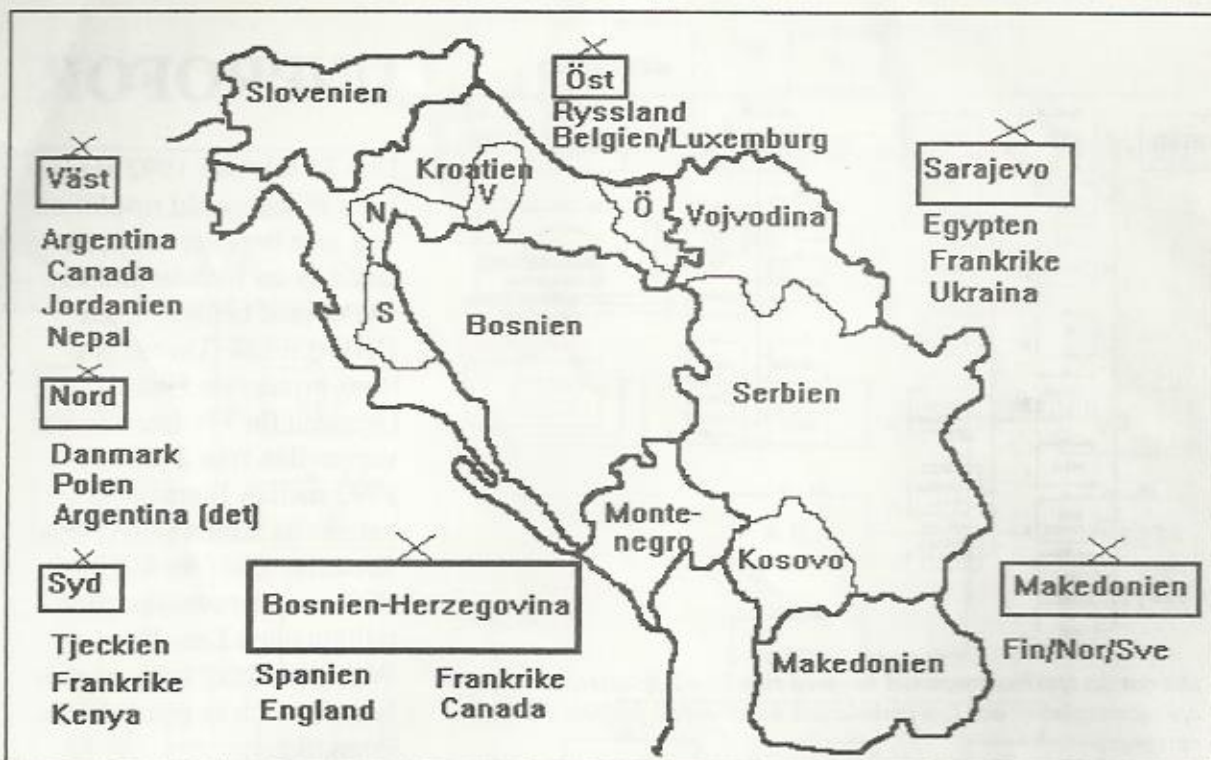 Slovenien
Öst
Ryssland
Belgien/Luxemburg
Väst
Argentina
Canada
Jordanien
Nepal
Kroatien
V
N
Ö
S
Vojvodina
Sarajevo
Egypten
Frankrike
Ukraina
Bosnien
Serbien
Nord
Danmark
Polen
Argentina (det)
Monte-
negro
Kosovo
Syd
Tjeckien
Frankrike
Kenya
Bosnien-Herzegovina
Spanien
England
Frankrike
Canada
Makedonien
Makedonien
Fin/Nor/Sve